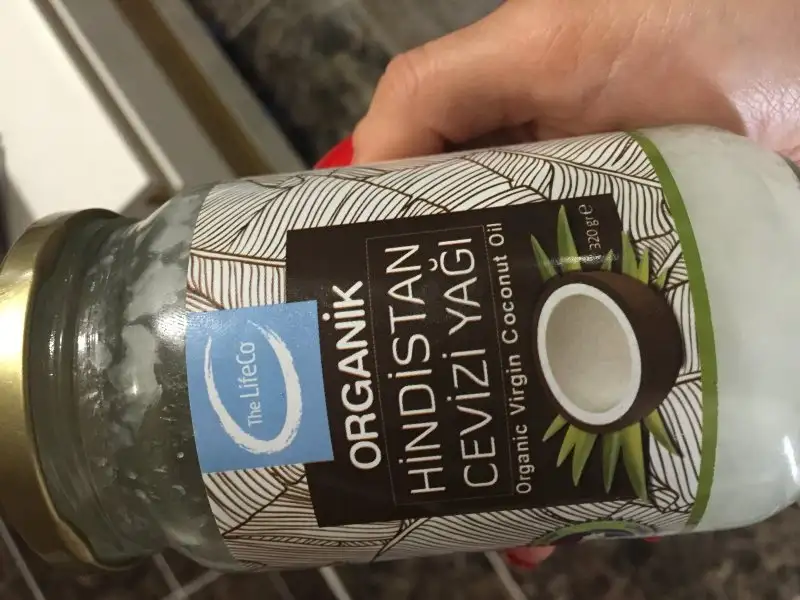 The LifeCo
ORGANİK
HİNDİSTAN
CEVİZİ YAĞI
Organic Virgin Coconut Oil
320 gr e